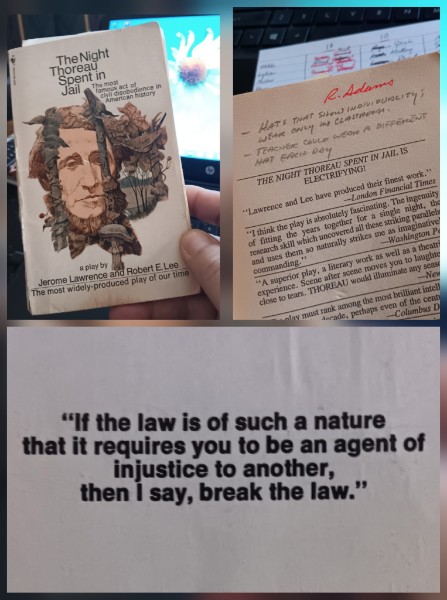 The Night
Thoreau
Spent in
Jail
The most
famous act of
civil disobedience in
American history
a play by
Jerome Lawrence and Robert E. Lee
The most widely-produced play of our time
R. Adams
- HATS THAT SHOW INDIVIDUALITY;
WEAR ONLY IN CLASSROOM.
- TEACHER COULD WEAR A DIFFERENT
HAT EACH DAY
THE NIGHT THOREAU SPENT IN JAIL IS
ELECTRIFYING!
"Lawrence and Lee have produced their finest work."
—London Financial Times
"I think the play is absolutely fascinating. The ingenuity
of fitting the years together for a single night, the
research skill which uncovered all these striking parallels
and uses them so naturally strikes me as imaginative
commanding."
—Washington
"A superior play, a literary work as well as a
experience. Scene after scene moves you to laughter
close to tears. THOREAU would illuminate any
play must rank among the most brilliant
decade, perhaps even of the
—Columbus
“If the law is of such a nature
that it requires you to be an agent of
injustice to another,
then I say, break the law.”